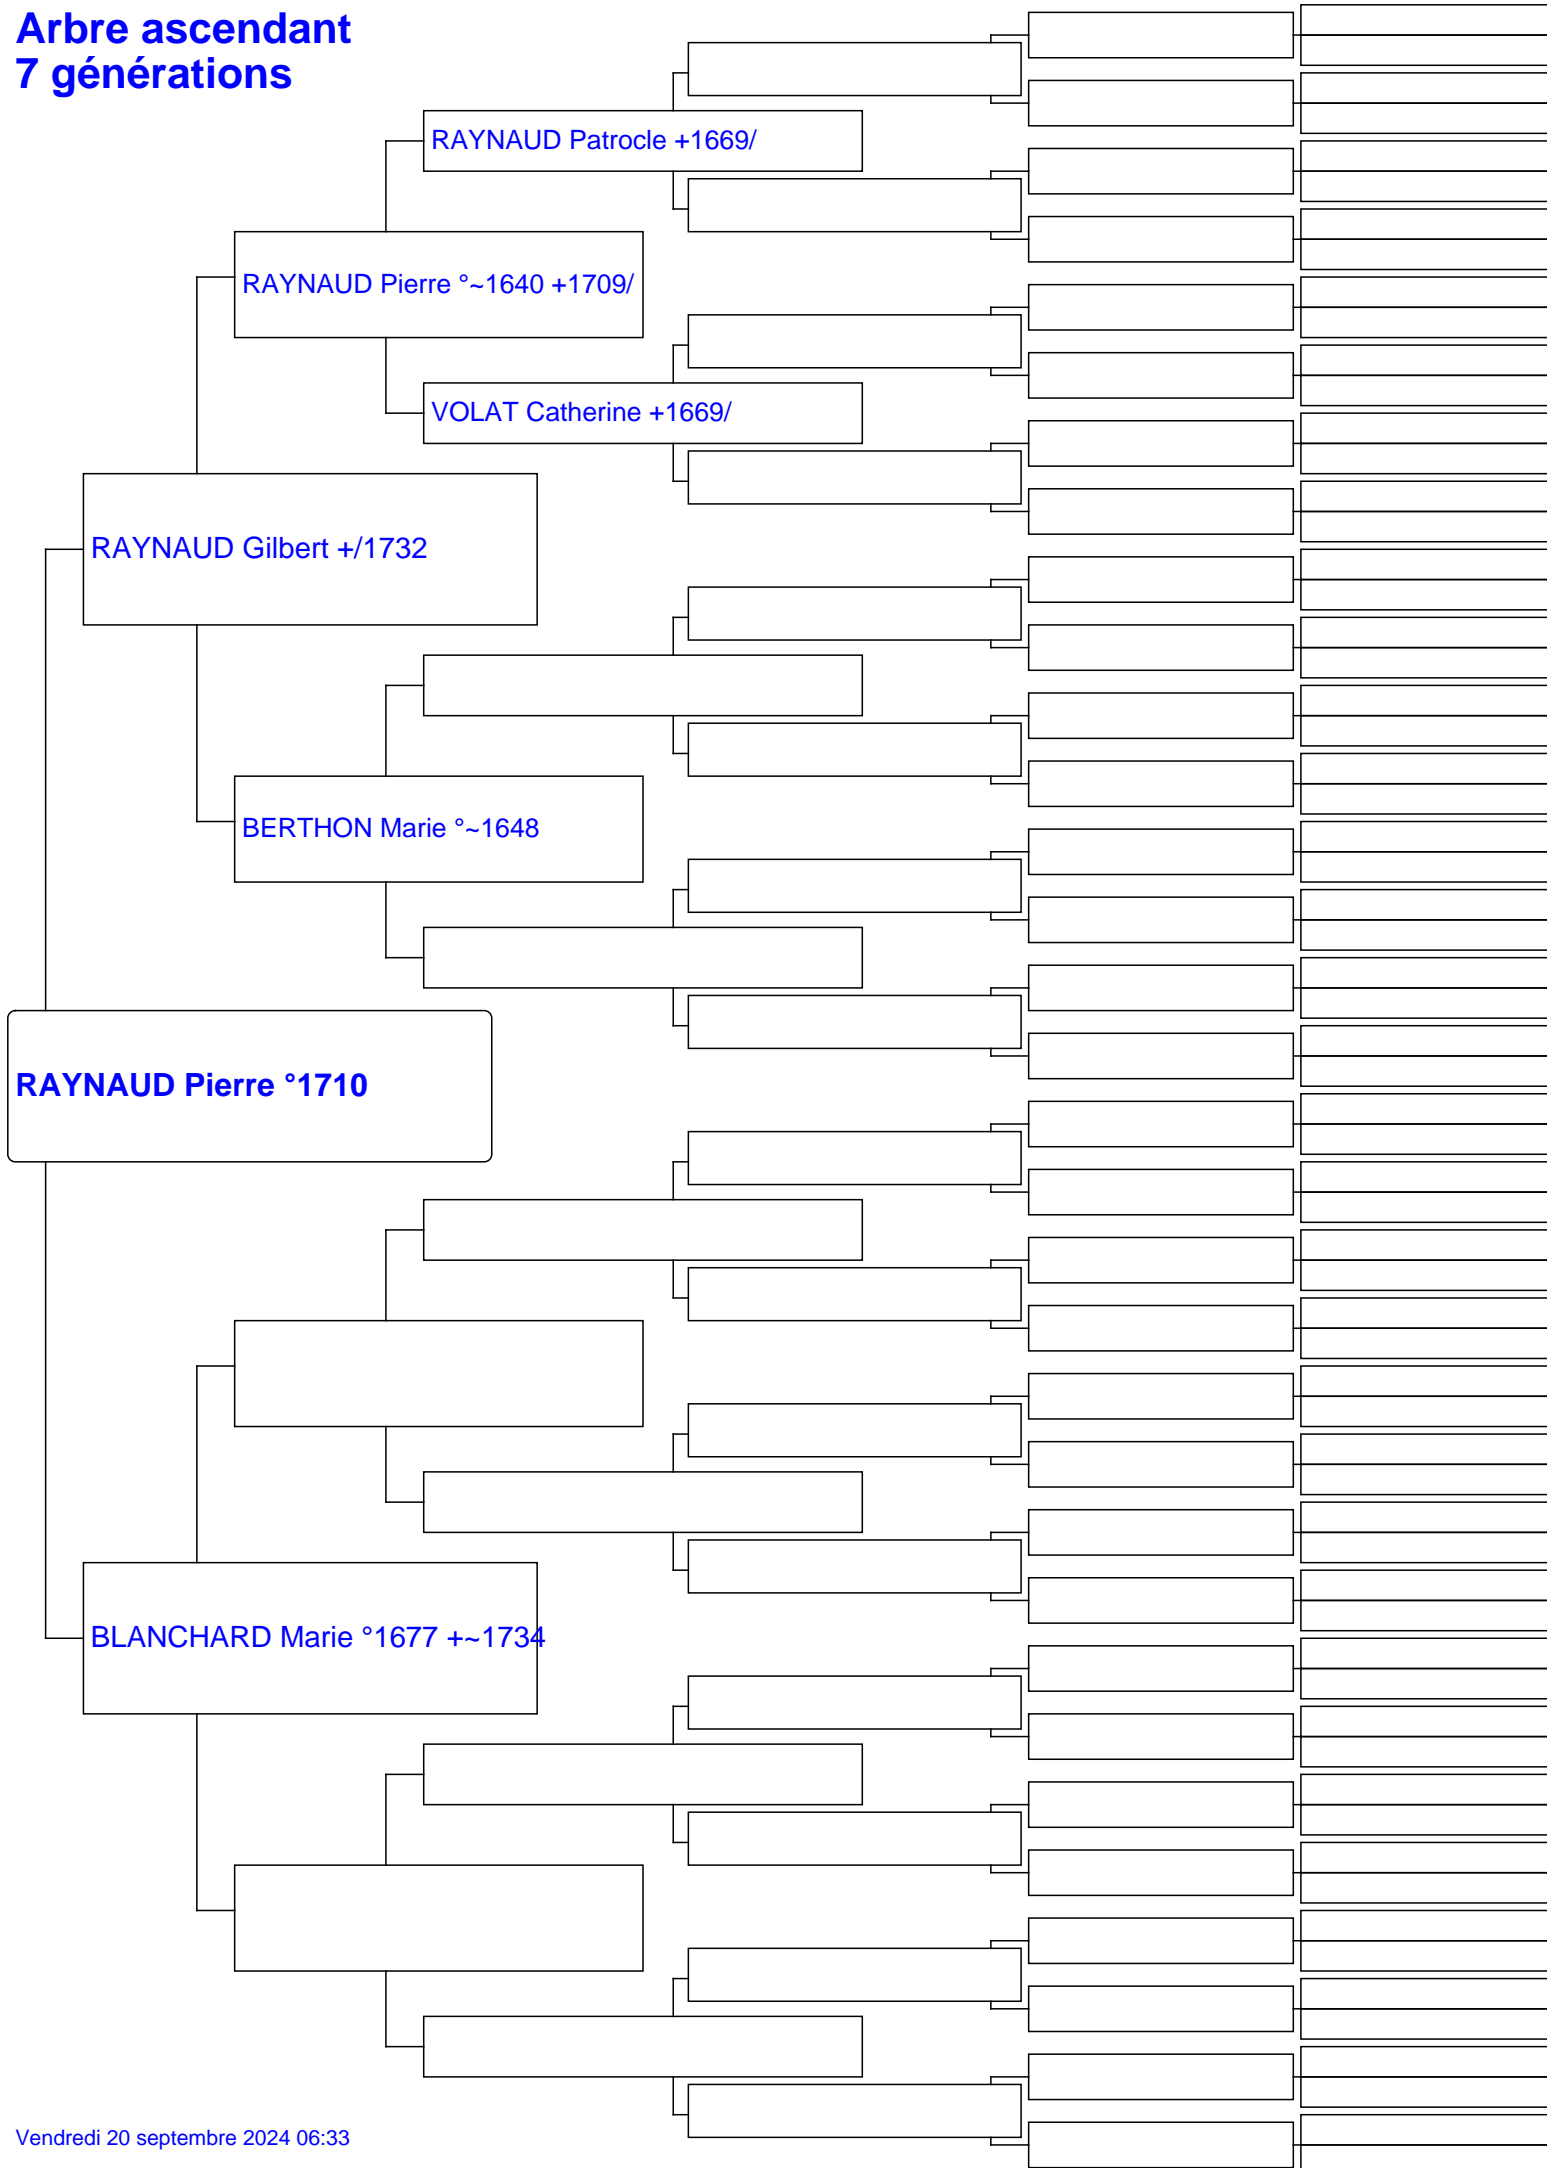 Arbre ascendant
7 générations
RAYNAUD Patrocle +1669/
RAYNAUD Pierre °~1640 +1709/
VOLAT Catherine +1669/
RAYNAUD Gilbert +/1732
BERTHON Marie °~1648
RAYNAUD Pierre °1710
BLANCHARD Marie °1677 +~1734
Vendredi 20 septembre 2024 06:33